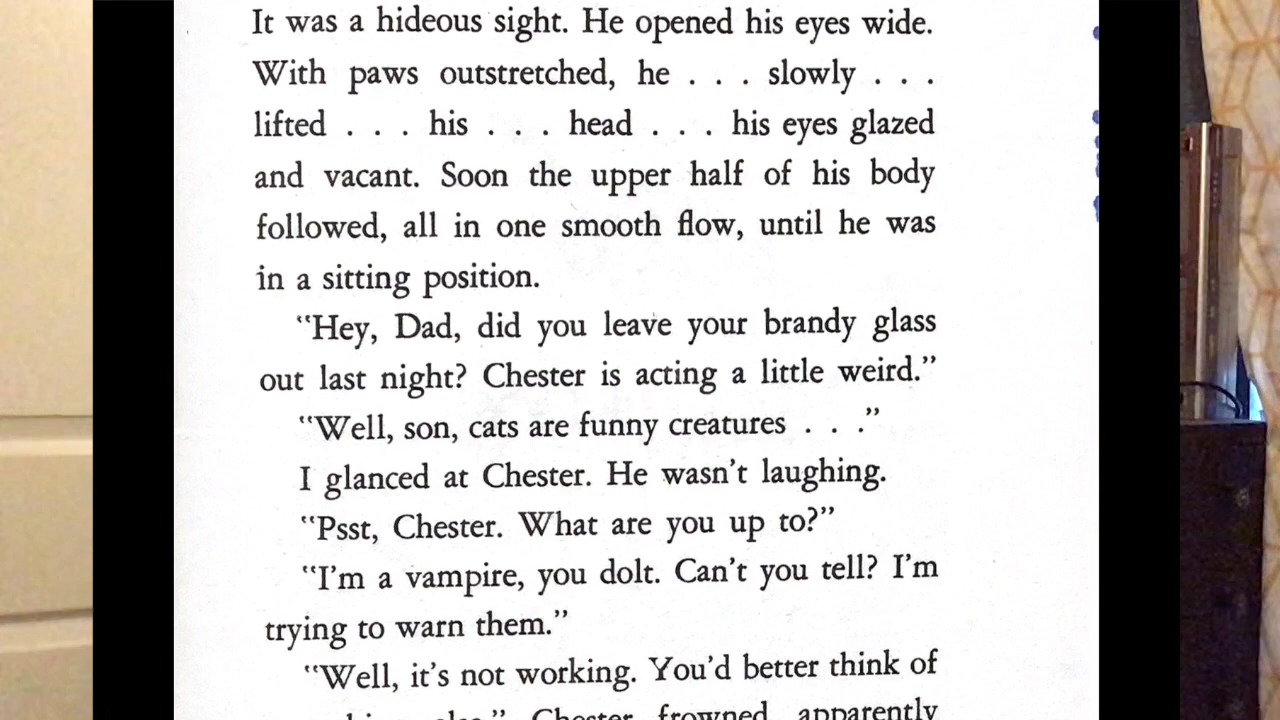 It was a hideous sight. He opened his eyes wide.
With paws outstretched, he . . . slowly . . .
lifted . . . his . . . head . . . his eyes glazed
and vacant. Soon the upper half of his body
followed, all in one smooth flow, until he was
in a sitting position.
"Hey, Dad, did you leave your brandy glass
out last night? Chester is acting a little weird."
"Well, son, cats are funny creatures . . ."
I glanced at Chester. He wasn't laughing.
"Psst, Chester. What are you up to?"
"I'm a vampire, you dolt. Can't you tell? I'm
trying to warn them."
"Well, it's not working. You'd better think of
Chester frowned, apparently